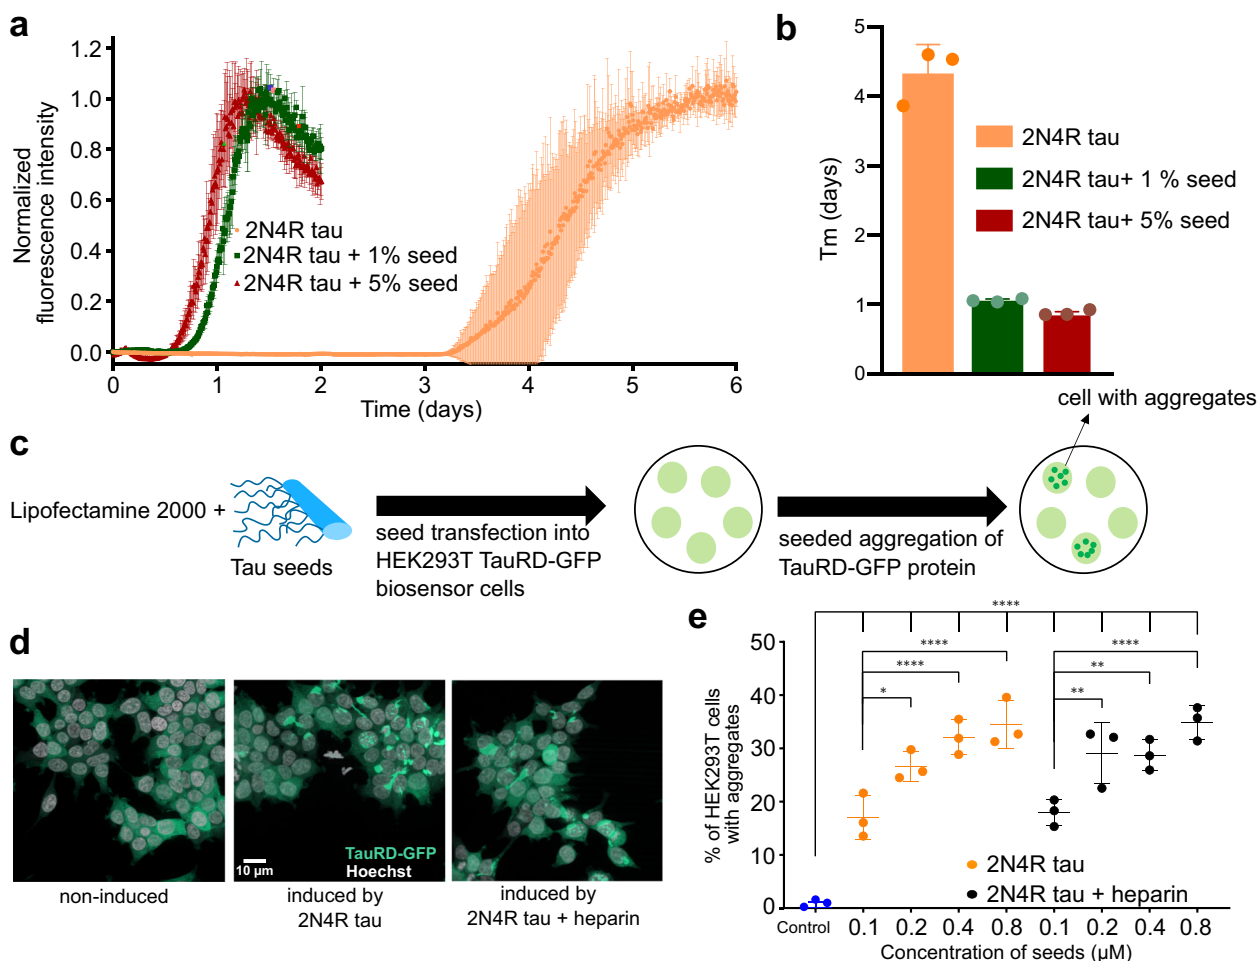 a
1.2
1.0
0.8
0.6
0.4
0.2
0.0
Normalized
fluorescence intensity
2N4R tau
2N4R tau + 1% seed
2N4R tau + 5% seed
0 1 2 3 4 5 6
Time (days)
b
5
4
3
2
1
0
Tm (days)
2N4R tau
2N4R tau+ 1 % seed
2N4R tau+ 5% seed
c
Lipofectamine 2000 +
Tau seeds
seed transfection into
HEK293T TauRD-GFP
biosensor cells
seeded aggregation of
TauRD-GFP protein
cell with aggregates
d
10 µm
TauRD-GFP
Hoechst
non-induced
induced by
2N4R tau
induced by
2N4R tau + heparin
e
50
40
30
20
10
0
% of HEK293T cells
with aggregates
****
****
****
*
****
**
**
2N4R tau
2N4R tau + heparin
Control 0.1 0.2 0.4 0.8 0.1 0.2 0.4 0.8
Concentration of seeds (µM)